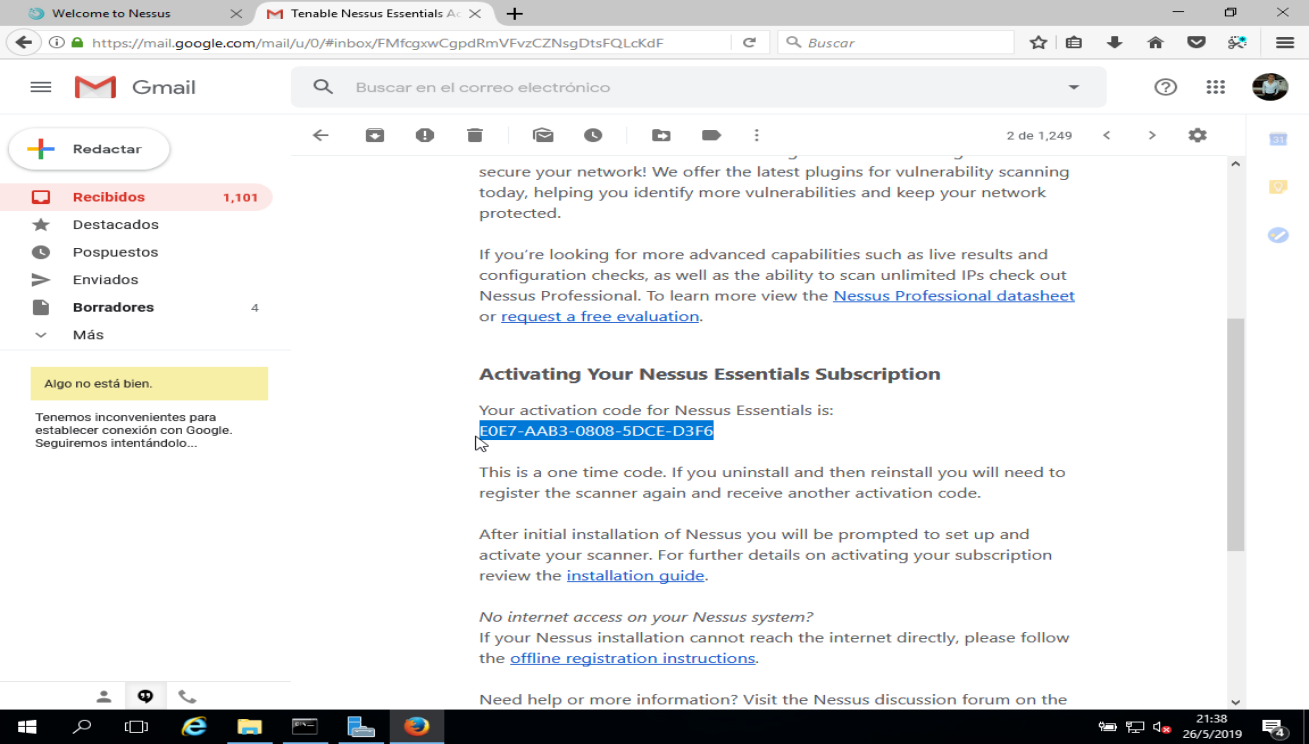 Welcome to Nessus
Tenable Nessus Essentials Ac
https://mail.google.com/mail/u/0/#inbox/FMfcgxwCgpdRmVFvzCZNsgDtsFQLcKdF
Buscar
Gmail
Buscar en el correo electrónico
Redactar
2 de 1,249
31
Recibidos 1,101
Destacados
Pospuestos
Enviados
Borradores 4
Más
Algo no está bien.
Tenemos inconvenientes para
establecer conexión con Google.
Seguiremos intentándolo...
secure your network! We offer the latest plugins for vulnerability scanning
today, helping you identify more vulnerabilities and keep your network
protected.
If you're looking for more advanced capabilities such as live results and
configuration checks, as well as the ability to scan unlimited IPs check out
Nessus Professional. To learn more view the Nessus Professional datasheet
or request a free evaluation.
Activating Your Nessus Essentials Subscription
Your activation code for Nessus Essentials is:
E0E7-AAB3-0808-5DCE-D3F6
This is a one time code. If you uninstall and then reinstall you will need to
register the scanner again and receive another activation code.
After initial installation of Nessus you will be prompted to set up and
activate your scanner. For further details on activating your subscription
review the installation guide.
No internet access on your Nessus system?
If your Nessus installation cannot reach the internet directly, please follow
the offline registration instructions.
Need help or more information? Visit the Nessus discussion forum on the
21:38
26/5/2019
4